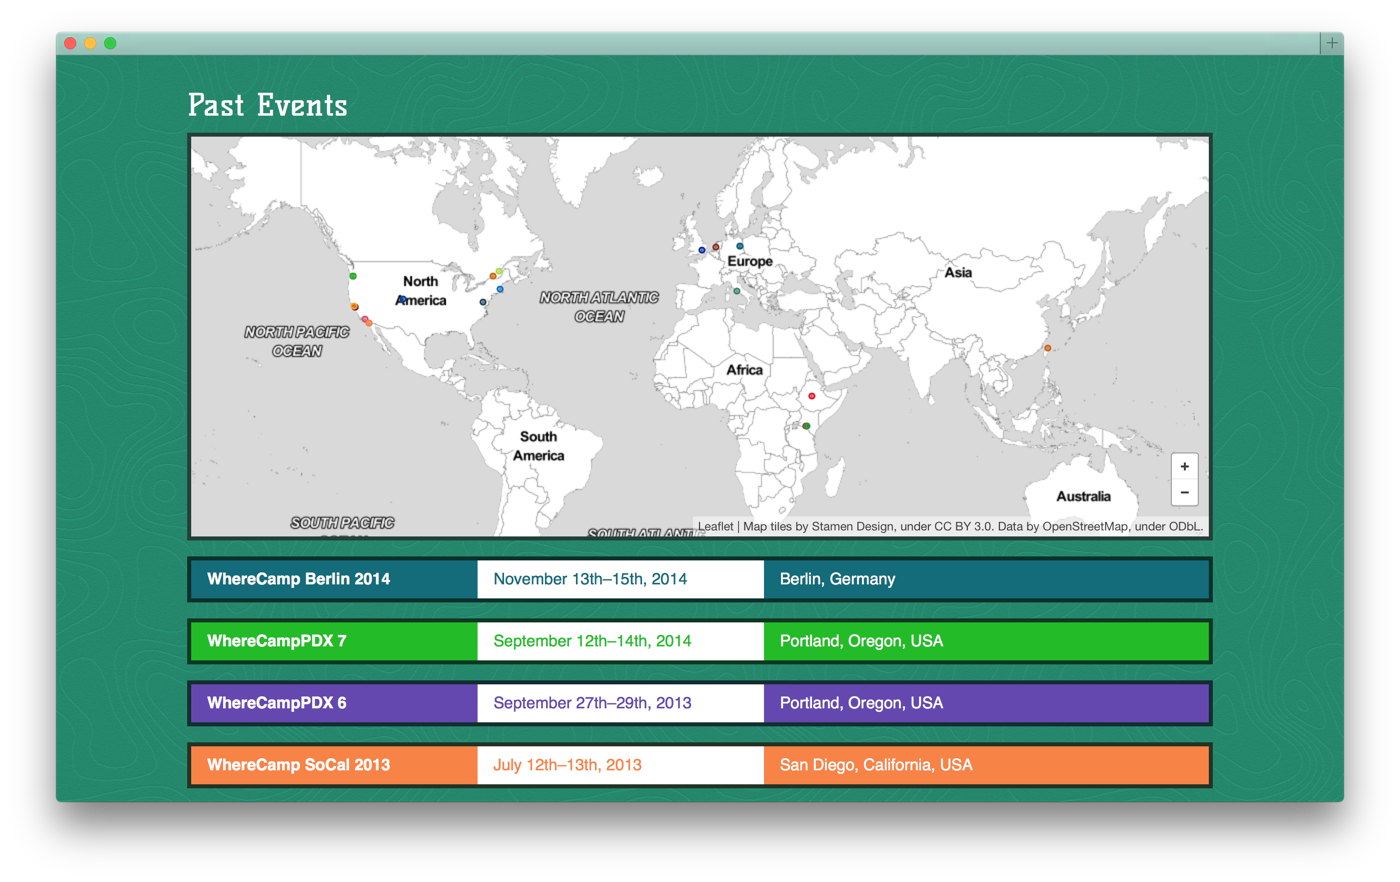 Past Events
Europe
Asia
North
America
NORTH ATLANTIC
OCEAN
NORTH PACIFIC
OCEAN
Africa
South
America
Australia
SOUTH PACIFIC
OCEAN
SOUTH ATLANTIC
+
−
Leaflet | Map tiles by Stamen Design, under CC BY 3.0. Data by OpenStreetMap, under ODbL.
WhereCamp Berlin 2014 November 13th–15th, 2014 Berlin, Germany
WhereCampPDX 7 September 12th–14th, 2014 Portland, Oregon, USA
WhereCampPDX 6 September 27th–29th, 2013 Portland, Oregon, USA
WhereCamp SoCal 2013 July 12th–13th, 2013 San Diego, California, USA